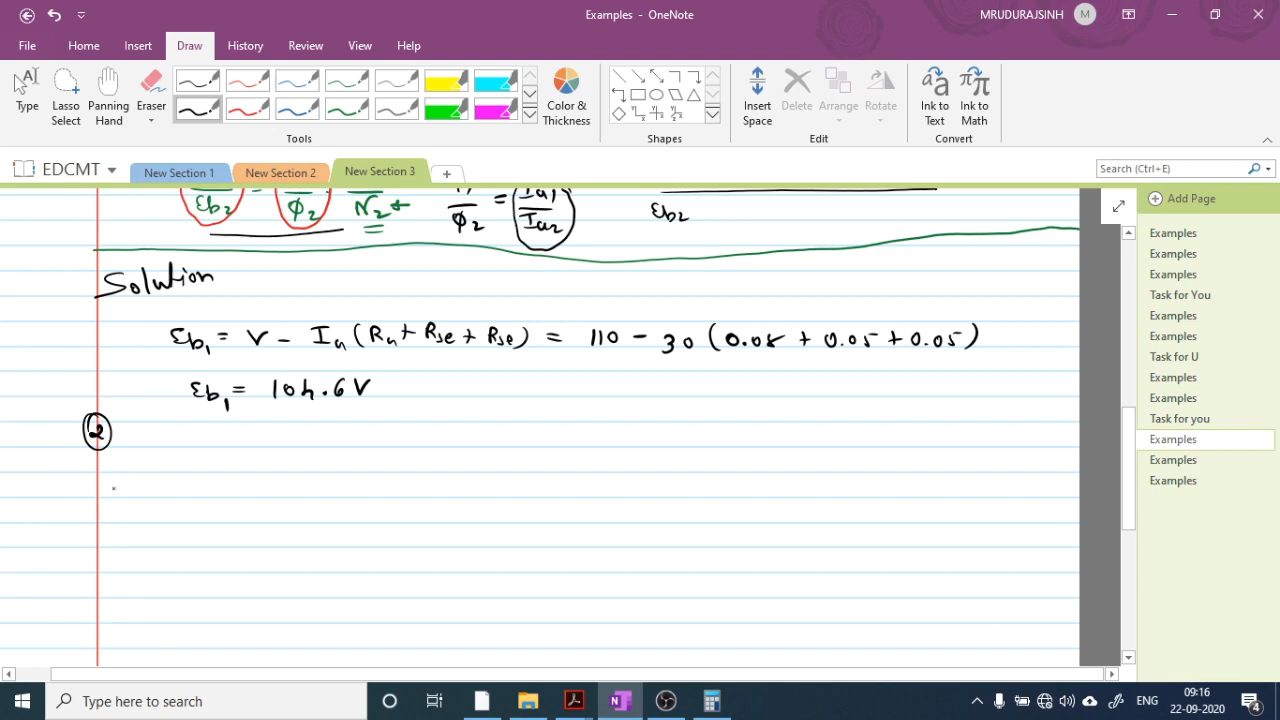 Examples - OneNote
MRUDURAJSINH M
File Home Insert Draw History Review View Help
Type Lasso Select Panning Hand Eraser
Color & Thickness
Insert Space Delete Arrange Rotate
Ink to Text Ink to Math
Tools Shapes Edit Convert
EDCMT New Section 1 New Section 2 New Section 3 +
Search (Ctrl+E)
Add Page
Examples
Examples
Examples
Task for You
Examples
Examples
Task for U
Examples
Examples
Task for you
Examples
Examples
Examples
Eb2 = ϕ2 N2 ϕ2 = Ia1 Ia2 Eb2
Solution
Eb1 = V - Ia (Ra + Rse + Rse) = 110 - 30 (0.08 + 0.05 + 0.05)
Eb1 = 104.6 V
2
Type here to search
ENG
09:16
22-09-2020
4